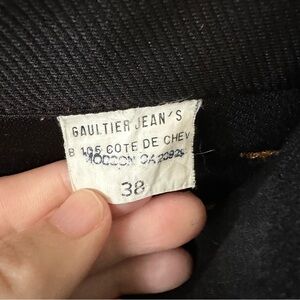 GAULTIER JEAN'S
B 105 COTE DE CHEV
38